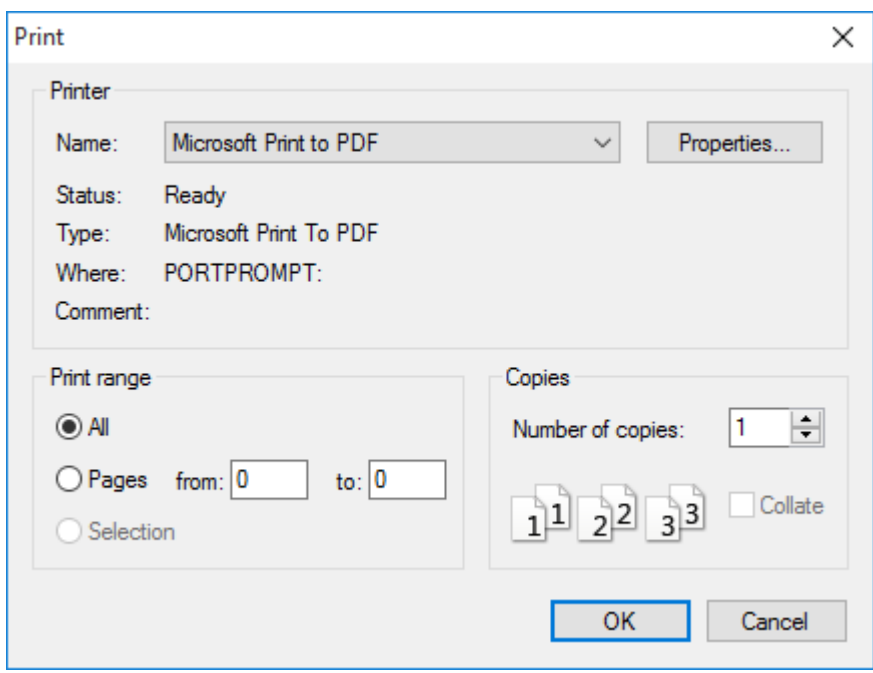 Print
Printer
Name: Microsoft Print to PDF Properties...
Status: Ready
Type: Microsoft Print To PDF
Where: PORTPROMPT:
Comment:
Print range
All
Pages from: 0 to: 0
Selection
Copies
Number of copies: 1
1 1 2 2 3 3 Collate
OK Cancel